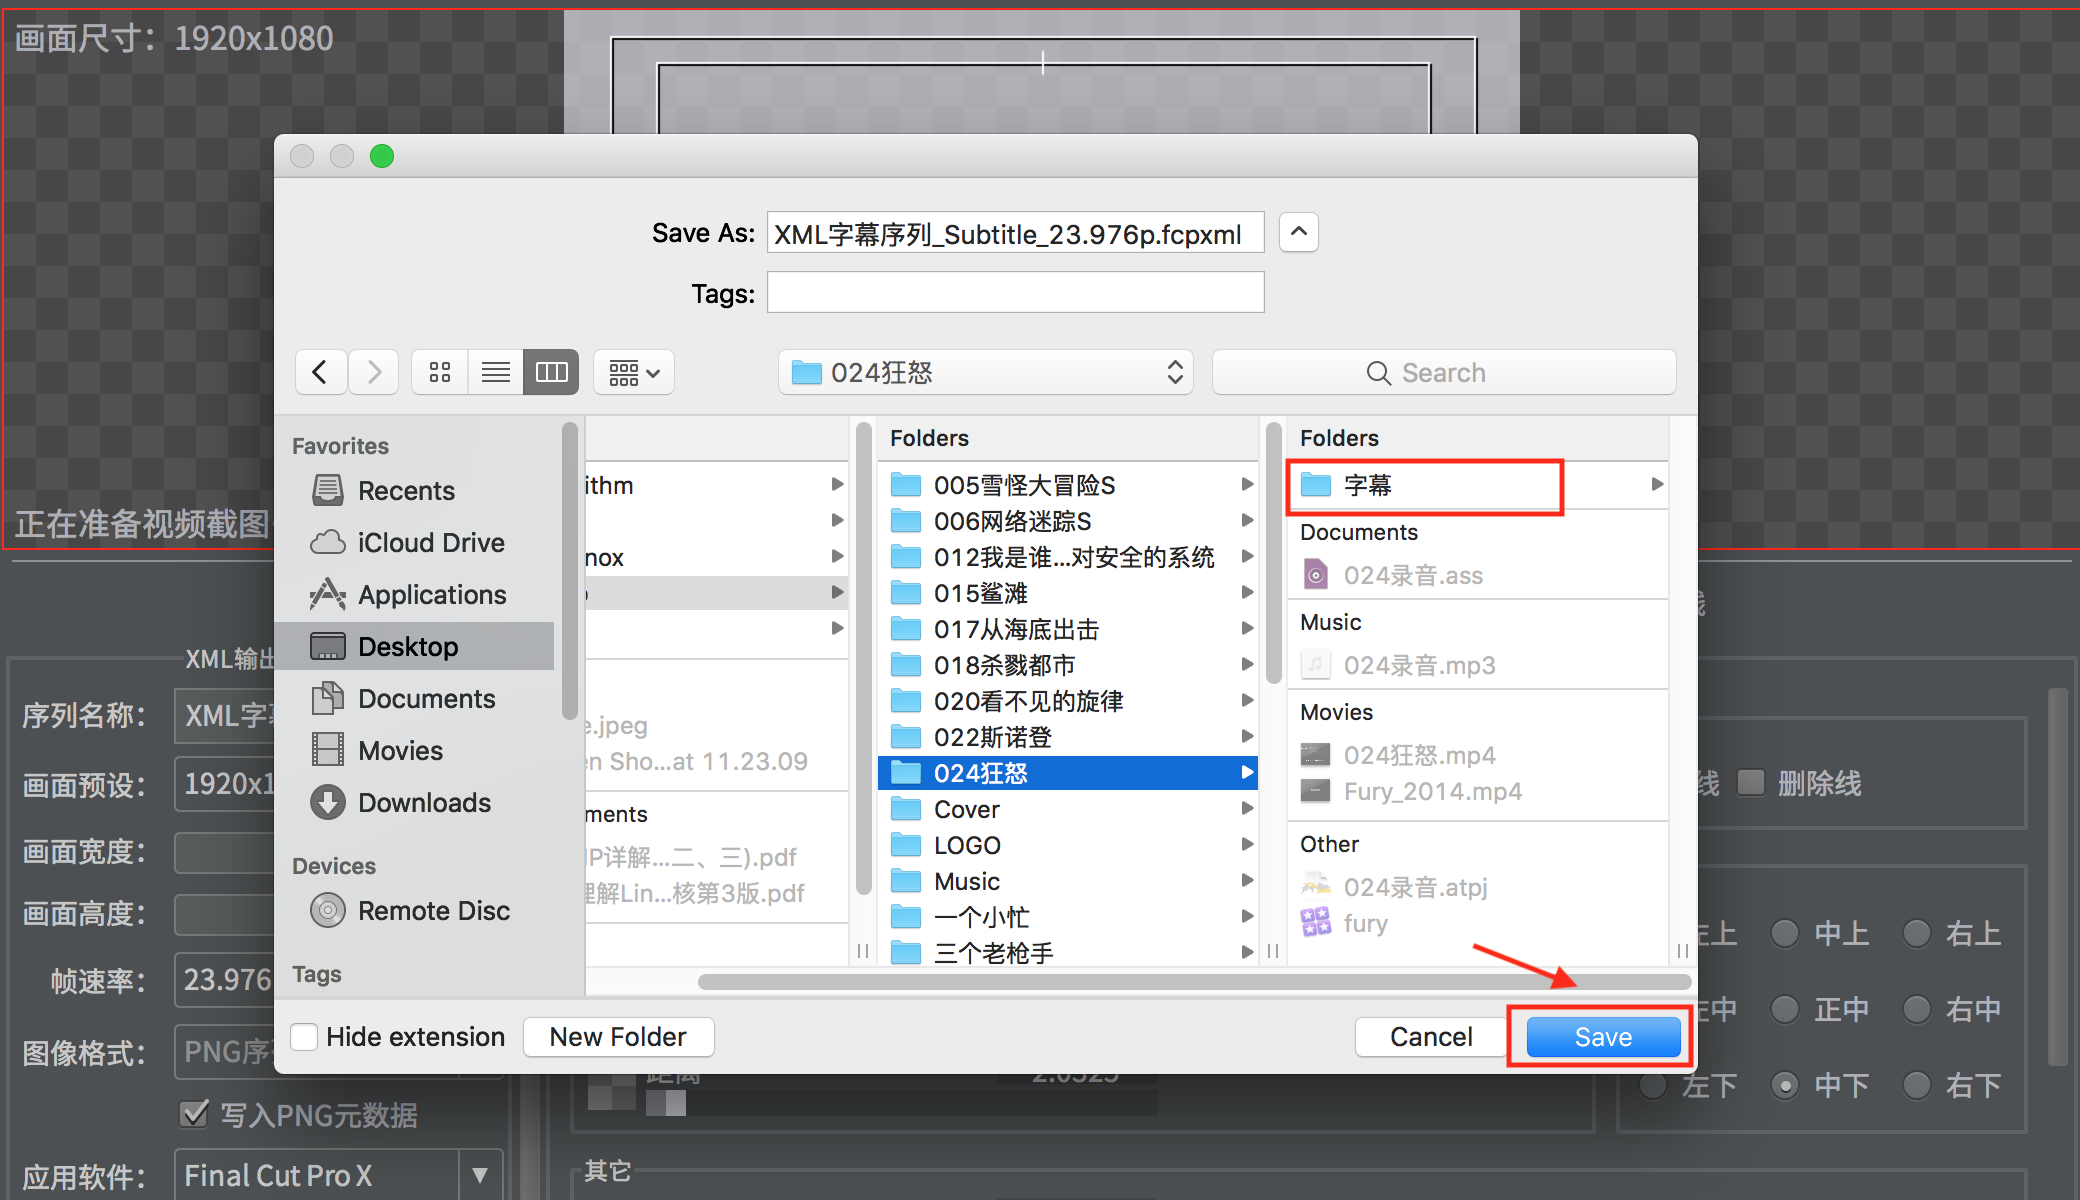 画面尺寸：1920x1080
Save As: XML字幕序列_Subtitle_23.976p.fcpxml
Tags:
024狂怒
Search
正在准备视频截图
Favorites
Recents
iCloud Drive
Applications
Desktop
Documents
Movies
Downloads
Devices
Remote Disc
Tags
ithm
nox
e.jpeg
en Sho...at 11.23.09
ments
IP详解...二、三).pdf
理解Lin...核第3版.pdf
Folders
005雪怪大冒险S
006网络迷踪S
012我是谁...对安全的系统
015鲨滩
017从海底出击
018杀戮都市
020看不见的旋律
022斯诺登
024狂怒
Cover
LOGO
Music
一个小忙
三个老枪手
Folders
字幕
Documents
024录音.ass
Music
024录音.mp3
Movies
024狂怒.mp4
Fury_2014.mp4
Other
024录音.atpj
fury
Hide extension
New Folder
Cancel
Save
XML输出
序列名称：XML字
画面预设：1920x1
画面宽度：
画面高度：
帧速率：23.976
图像格式：PNG序
写入PNG元数据
应用软件：Final Cut Pro X
距离
2.0525
其它
线
线 删除线
左上 中上 右上
左中 正中 右中
左下 中下 右下